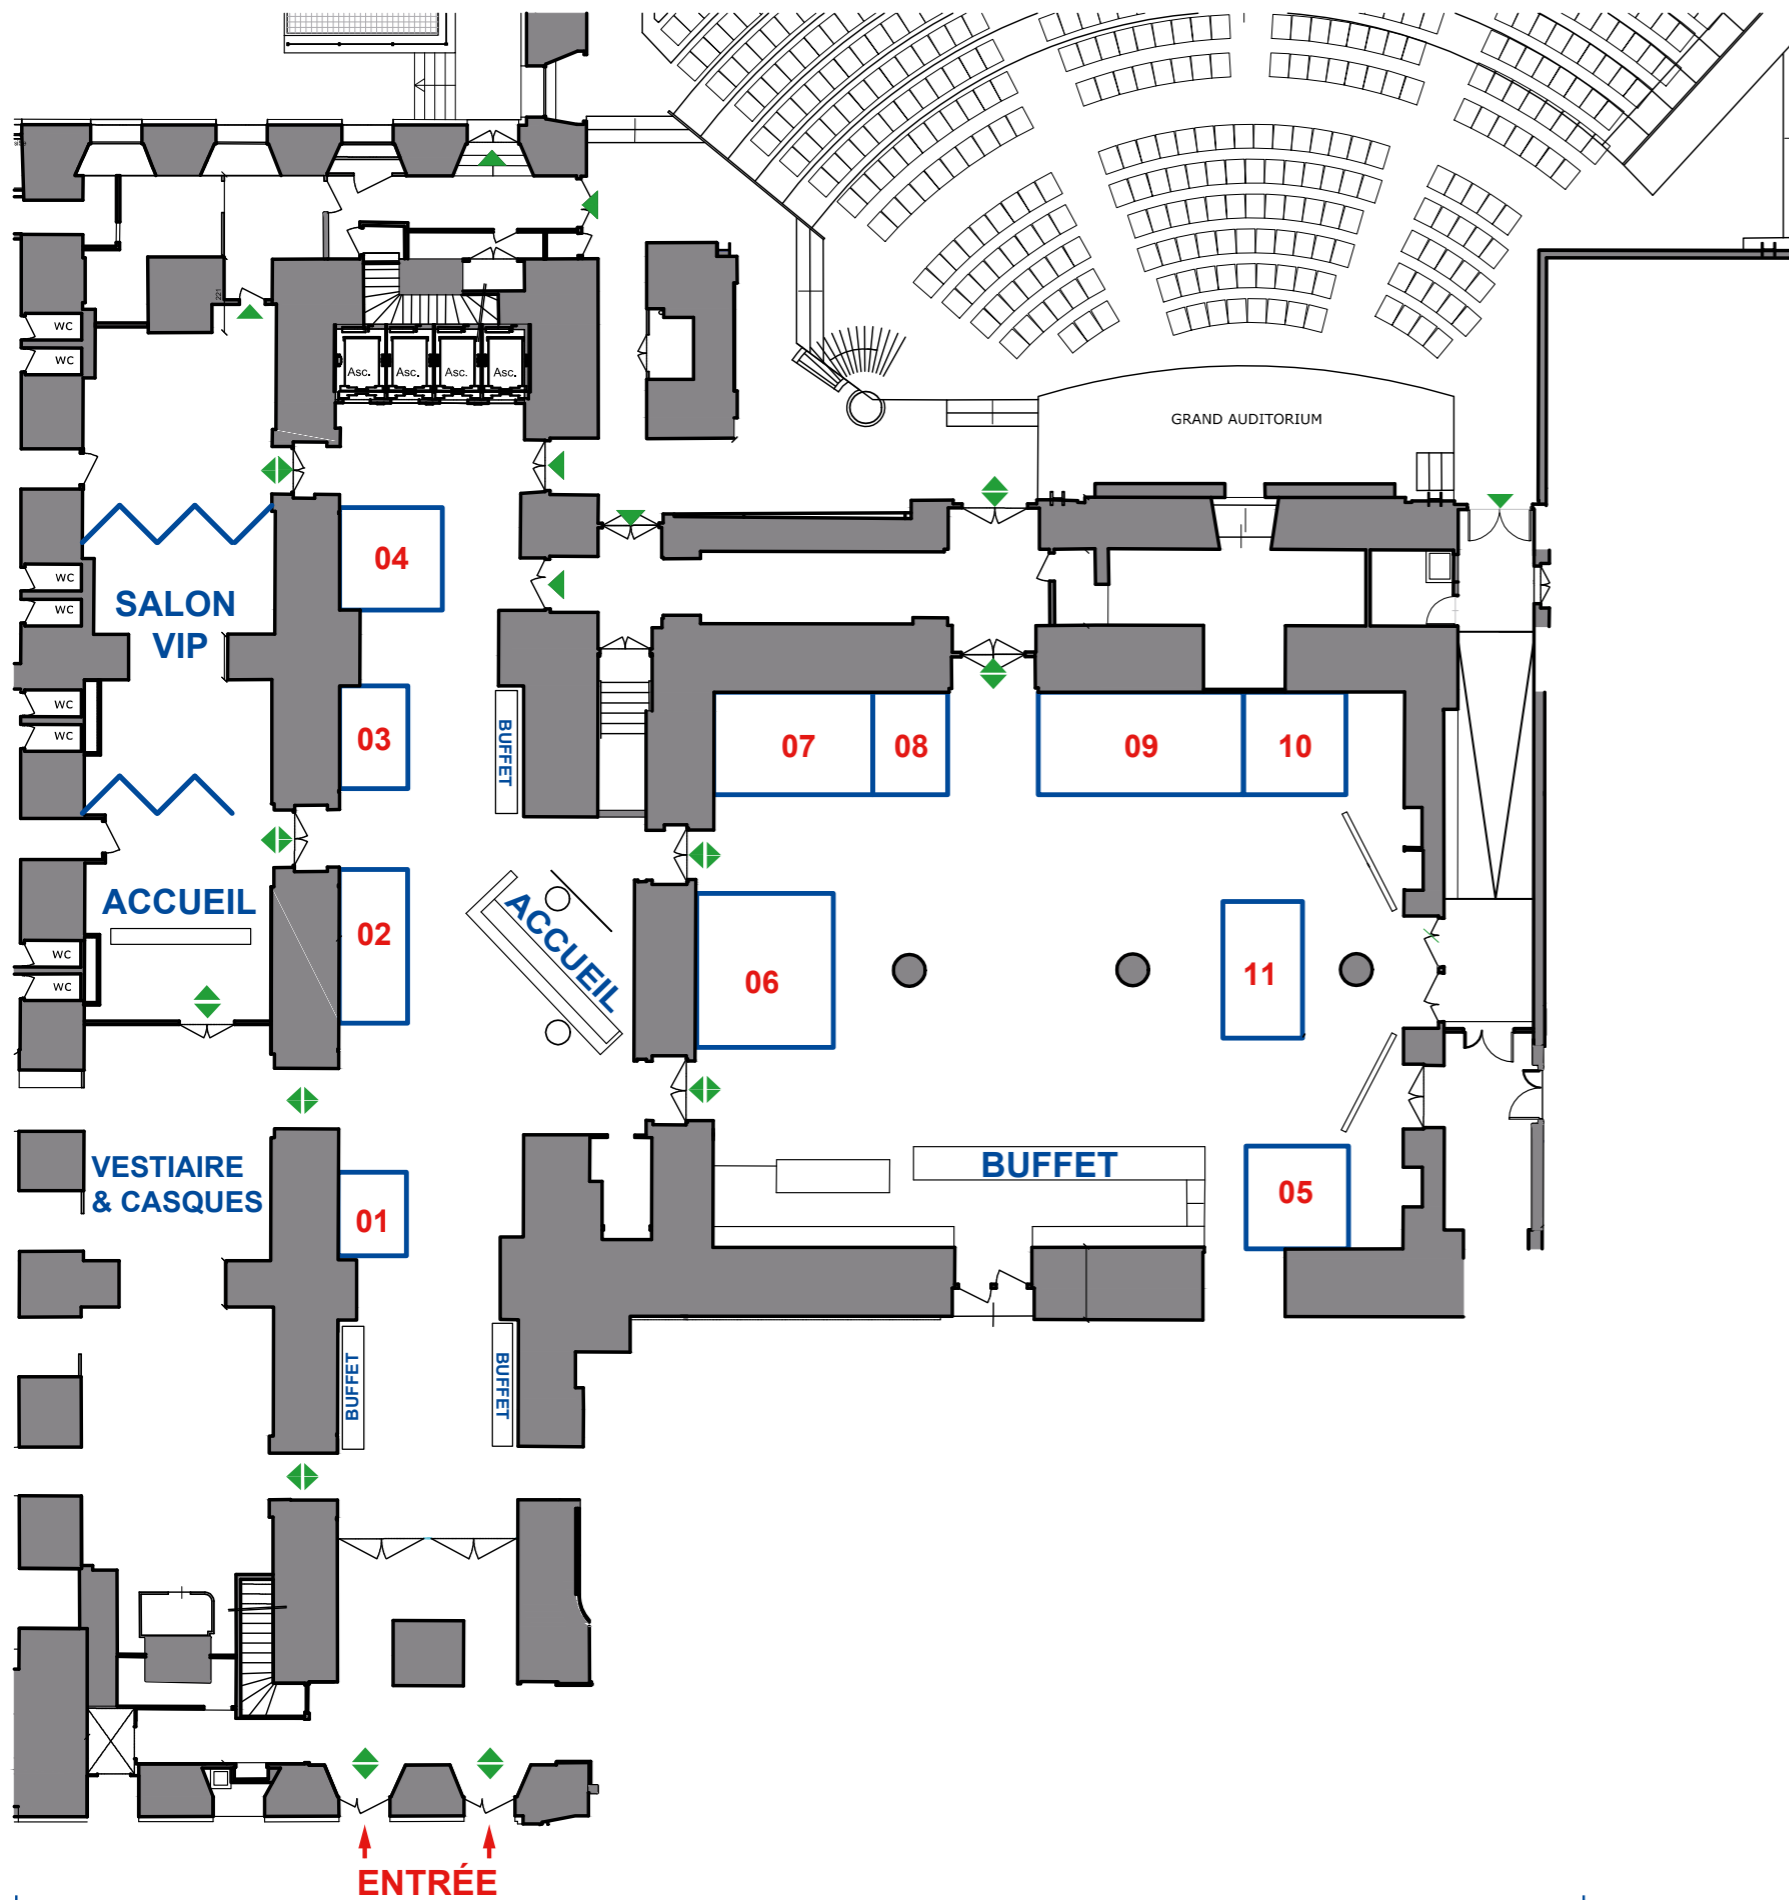 221
WC
WC
Asc.
Asc.
Asc.
Asc.
GRAND AUDITORIUM
04
WC
WC
SALON
VIP
WC
WC
03
BUFFET
07
08
09
10
ACCUEIL
02
ACCUEIL
06
11
WC
WC
VESTIAIRE
& CASQUES
01
BUFFET
05
BUFFET
BUFFET
ENTRÉE